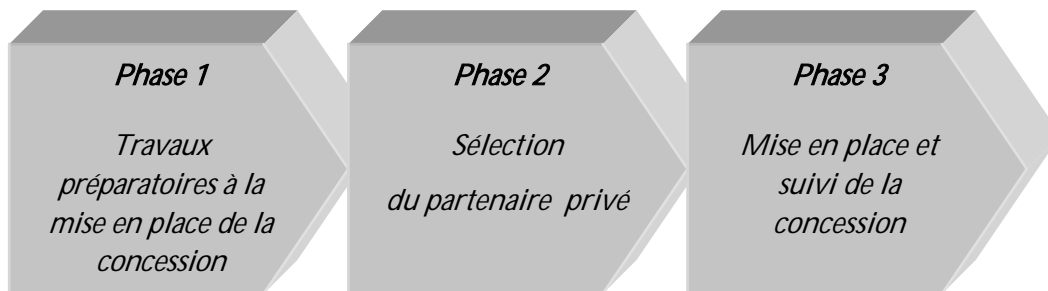 Phase 1
Travaux
préparatoires à la
mise en place de la
concession
Phase 2
Sélection
du partenaire privé
Phase 3
Mise en place et
suivi de la
concession